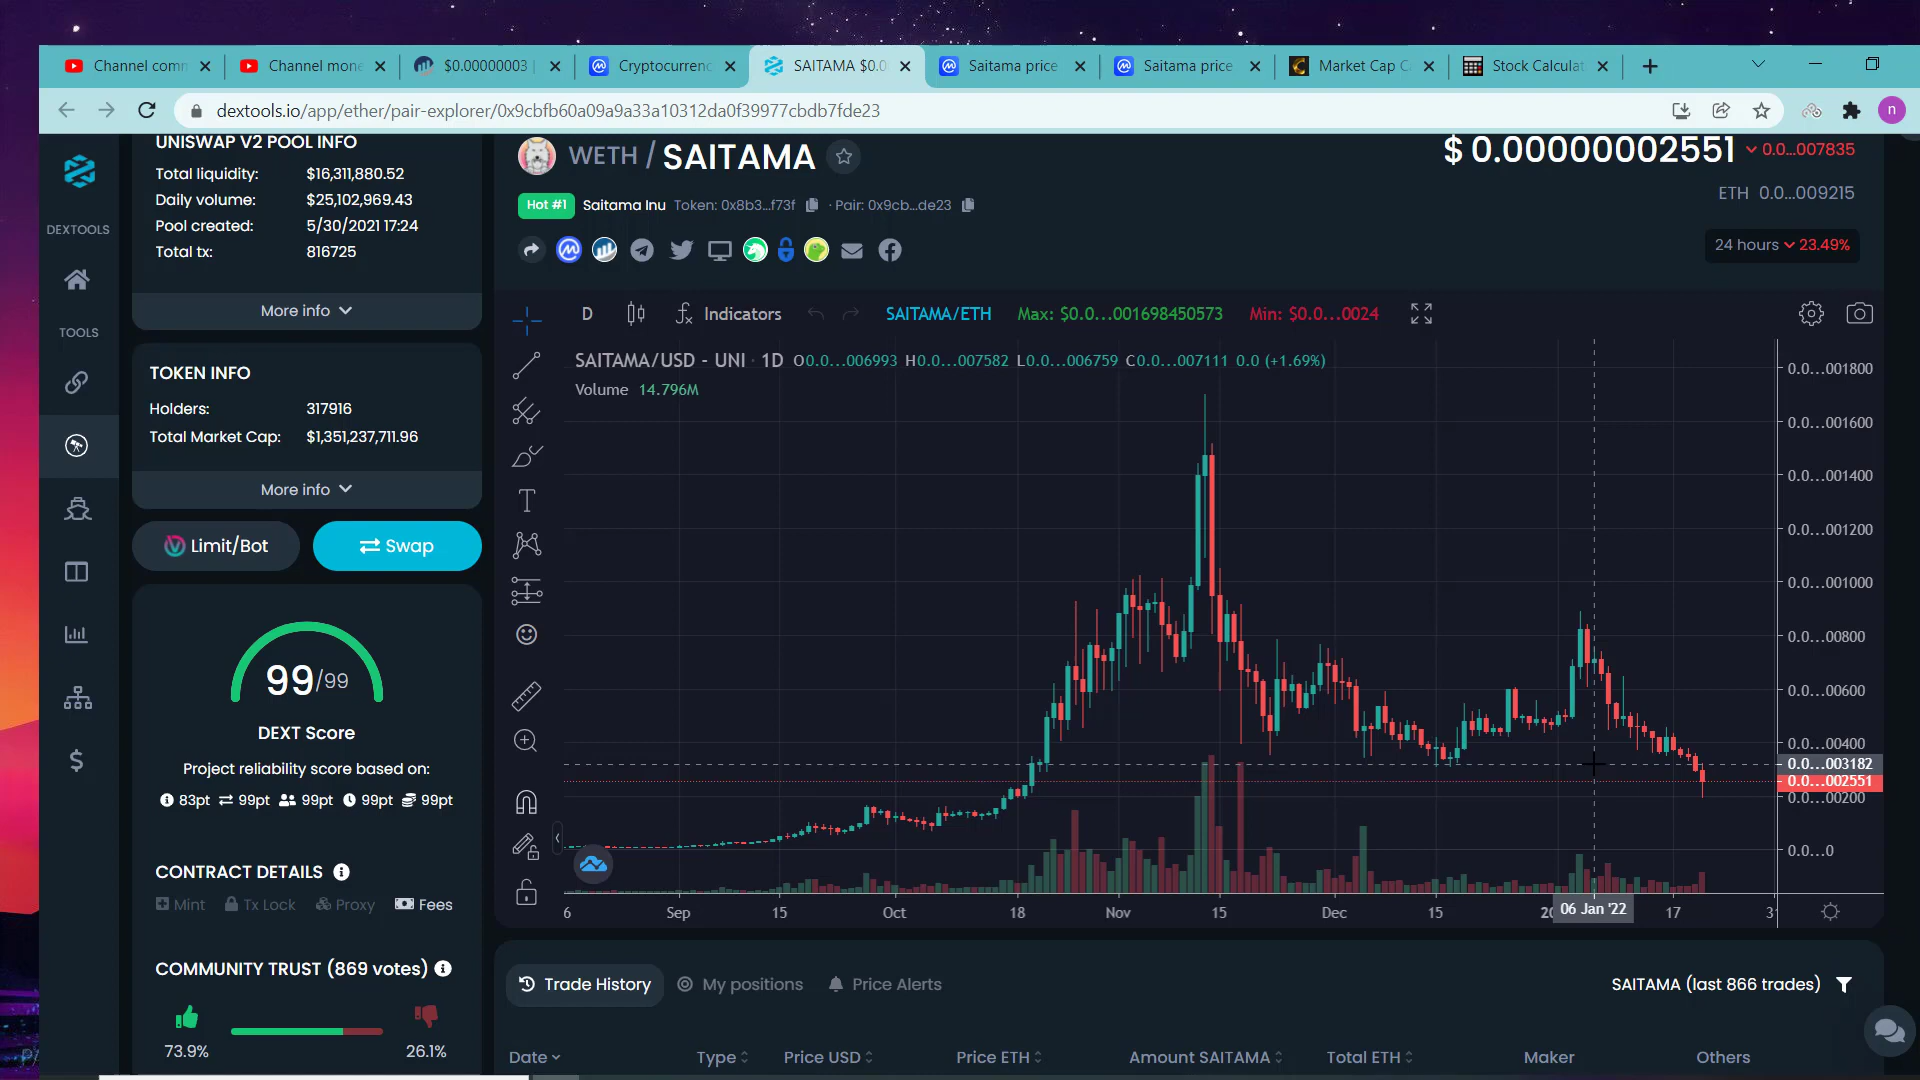 Channel comm
Channel mone
$0.00000003 |
Cryptocurrenc
SAITAMA $0.0
Saitama price
Saitama price
Market Cap C
Stock Calculat
dextools.io/app/ether/pair-explorer/0x9cbfb60a09a9a33a10312da0f39977cbdb7fde23
n
DEXTOOLS
TOOLS
UNISWAP V2 POOL INFO
Total liquidity: $16,311,880.52
Daily volume: $25,102,969.43
Pool created: 5/30/2021 17:24
Total tx: 816725
More info
TOKEN INFO
Holders: 317916
Total Market Cap: $1,351,237,711.96
More info
Limit/Bot
Swap
99/99
DEXT Score
Project reliability score based on:
83pt 99pt 99pt 99pt 99pt
CONTRACT DETAILS
Mint Tx Lock Proxy Fees
COMMUNITY TRUST (869 votes)
73.9% 26.1%
WETH / SAITAMA
$ 0.00000002551 0.0...007835
ETH 0.0...009215
Hot #1 Saitama Inu Token: 0x8b3...f73f · Pair: 0x9cb...de23
24 hours 23.49%
D Indicators SAITAMA/ETH Max: $0.0...001698450573 Min: $0.0...0024
SAITAMA/USD - UNI · 1D O0.0...006993 H0.0...007582 L0.0...006759 C0.0...007111 0.0 (+1.69%)
Volume 14.796M
0.0...001800
0.0...001600
0.0...001400
0.0...001200
0.0...001000
0.0...00800
0.0...00600
0.0...00400
0.0...003182
0.0...002551
0.0...00200
0.0...0
6 Sep 15 Oct 18 Nov 15 Dec 15 20 06 Jan '22 17 3
Trade History My positions Price Alerts
SAITAMA (last 866 trades)
Date Type Price USD Price ETH Amount SAITAMA Total ETH Maker Others